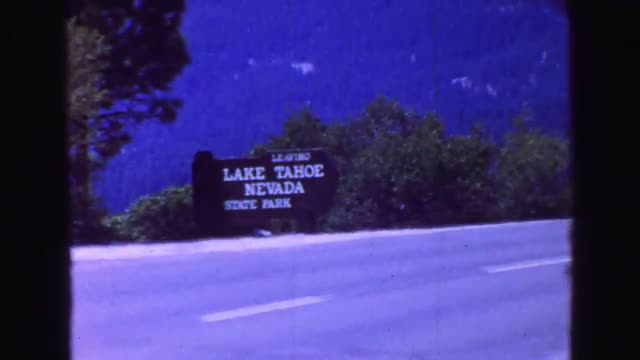 LEAVING
LAKE TAHOE
NEVADA
STATE PARK